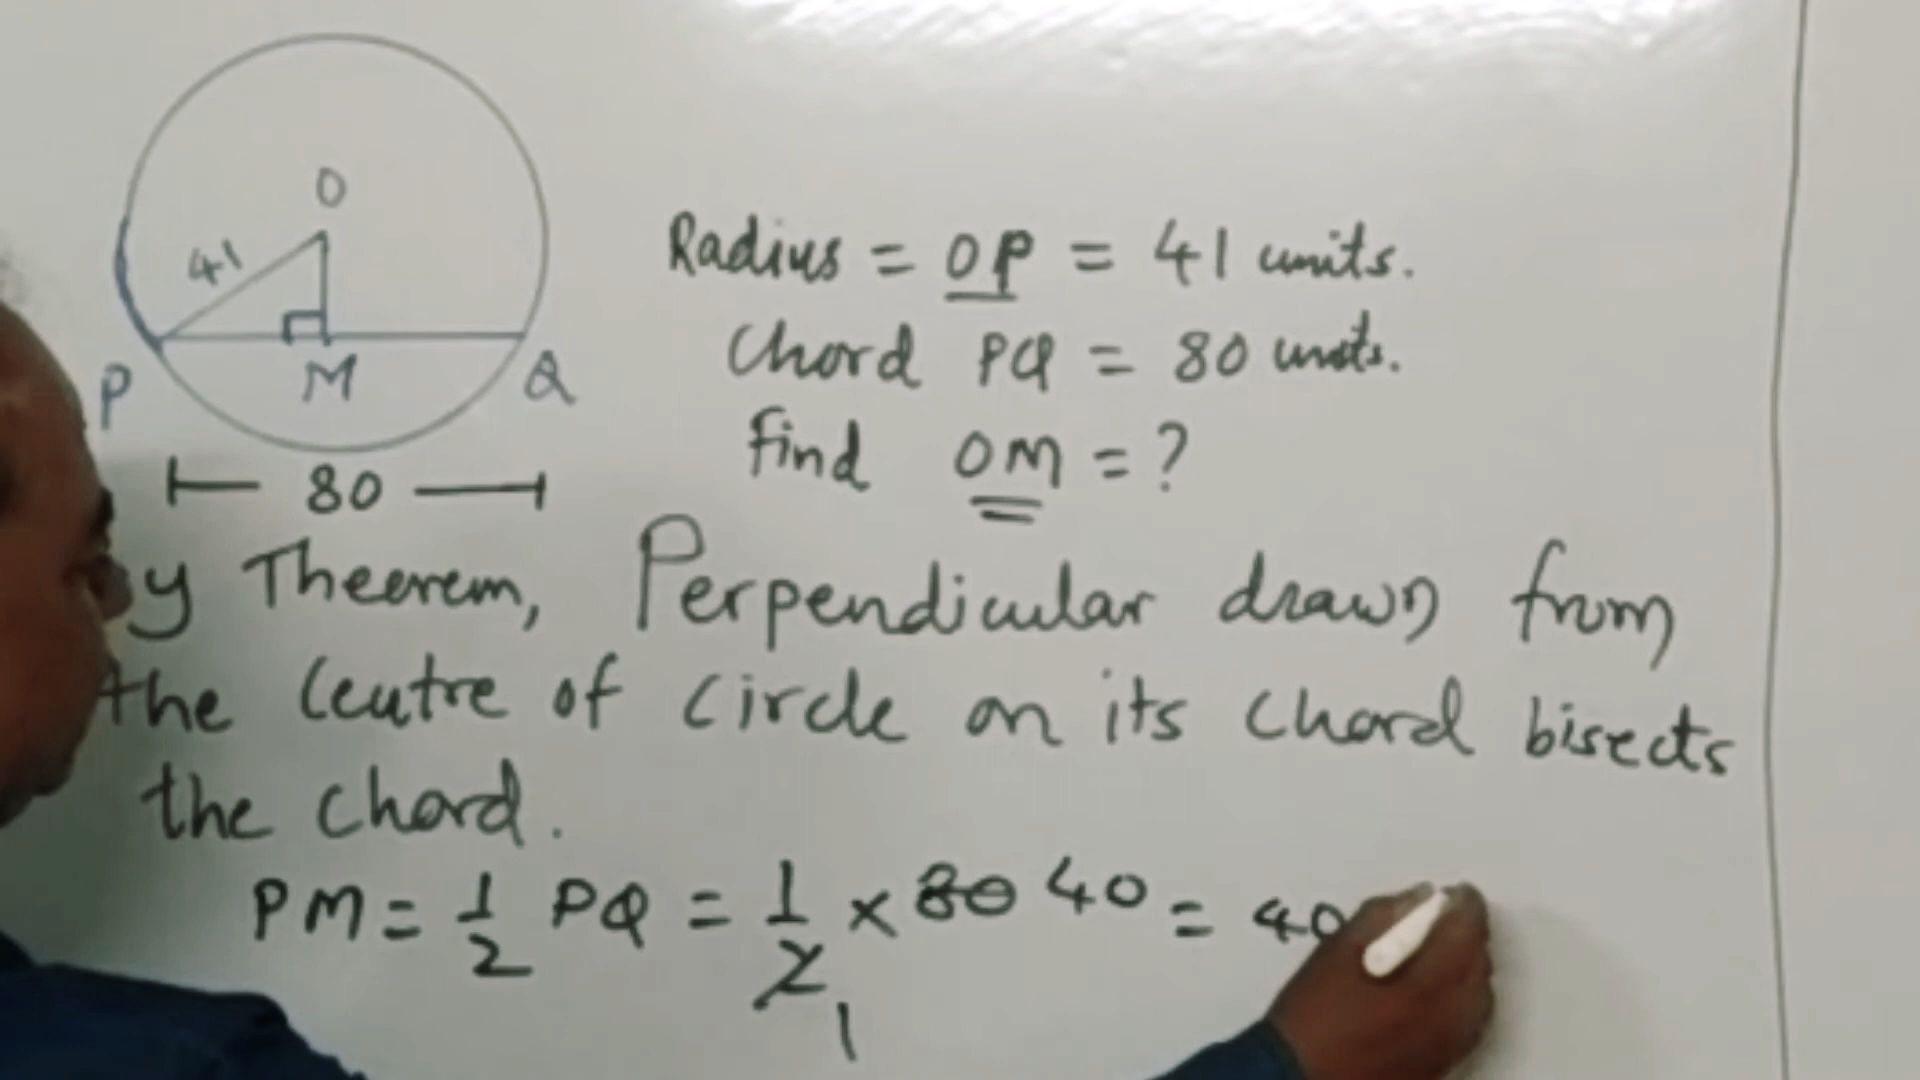 O
41
P M Q
80
Radius = OP = 41 units.
Chord PQ = 80 units.
Find OM = ?
y Theorem, Perpendicular drawn from
the Centre of Circle on its Chord bisects
the Chord.
PM = 1/2 PQ = 1/2 × 80 40 = 40
1